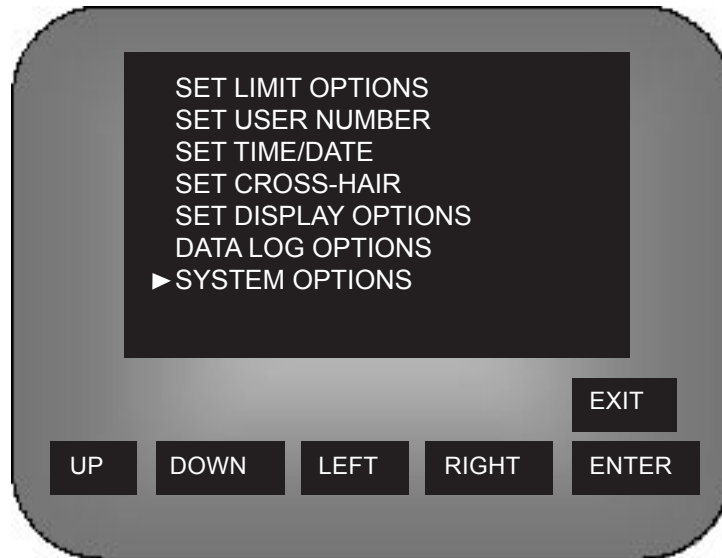 SET LIMIT OPTIONS
SET USER NUMBER
SET TIME/DATE
SET CROSS-HAIR
SET DISPLAY OPTIONS
DATA LOG OPTIONS
►SYSTEM OPTIONS
EXIT
UP DOWN LEFT RIGHT ENTER